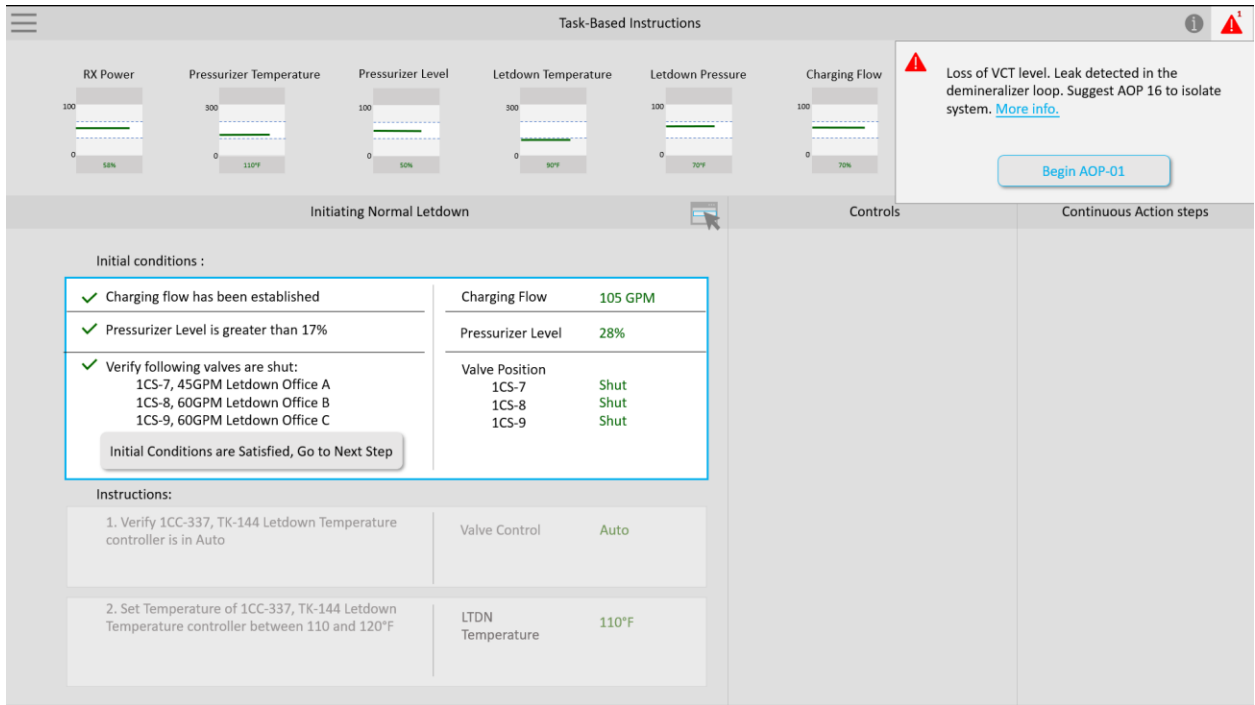 Task-Based Instructions
1
RX Power
Pressurizer Temperature
Pressurizer Level
Letdown Temperature
Letdown Pressure
Charging Flow
100
0
58%
300
0
110°F
100
0
50%
300
0
90°F
100
0
70°F
100
0
70%
Loss of VCT level. Leak detected in the
demineralizer loop. Suggest AOP 16 to isolate
system. More info.
Begin AOP-01
Initiating Normal Letdown
Controls
Continuous Action steps
Initial conditions :
Charging flow has been established
Charging Flow 105 GPM
Pressurizer Level is greater than 17%
Pressurizer Level 28%
Verify following valves are shut:
1CS-7, 45GPM Letdown Office A
1CS-8, 60GPM Letdown Office B
1CS-9, 60GPM Letdown Office C
Valve Position
1CS-7 Shut
1CS-8 Shut
1CS-9 Shut
Initial Conditions are Satisfied, Go to Next Step
Instructions:
1. Verify 1CC-337, TK-144 Letdown Temperature
controller is in Auto
Valve Control Auto
2. Set Temperature of 1CC-337, TK-144 Letdown
Temperature controller between 110 and 120°F
LTDN
Temperature
110°F